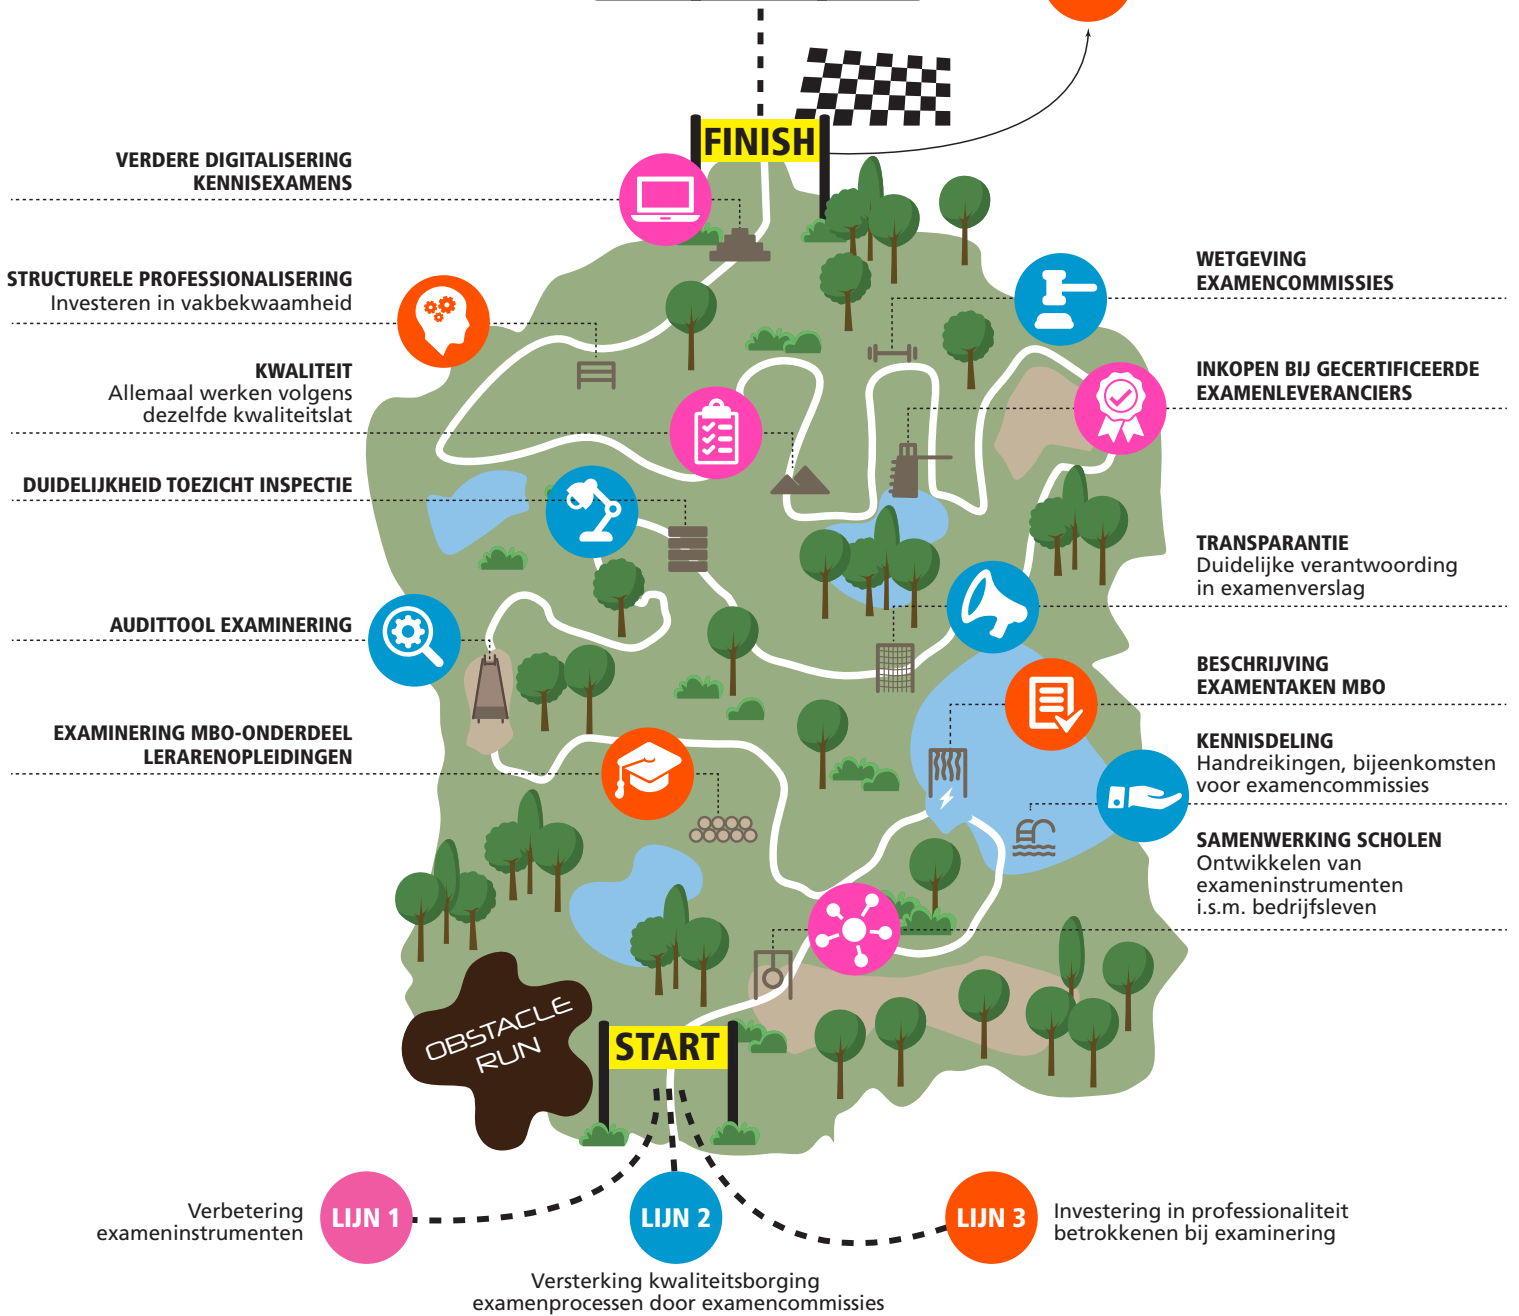 FINISH
VERDERE DIGITALISERING
KENNISEXAMENS
STRUCTURELE PROFESSIONALISERING
Investeren in vakbekwaamheid
KWALITEIT
Allemaal werken volgens
dezelfde kwaliteitslat
DUIDELIJKHEID TOEZICHT INSPECTIE
AUDITTOOL EXAMINERING
EXAMINERING MBO-ONDERDEEL
LERARENOPLEIDINGEN
WETGEVING
EXAMENCOMMISSIES
INKOPEN BIJ GECERTIFICEERDE
EXAMENLEVERANCIERS
TRANSPARANTIE
Duidelijke verantwoording
in examenverslag
BESCHRIJVING
EXAMENTAKEN MBO
KENNISDELING
Handreikingen, bijeenkomsten
voor examencommissies
SAMENWERKING SCHOLEN
Ontwikkelen van
exameninstrumenten
i.s.m. bedrijfsleven
OBSTACLE
RUN
START
Verbetering
exameninstrumenten
LIJN 1
LIJN 2
Versterking kwaliteitsborging
examenprocessen door examencommissies
LIJN 3
Investering in professionaliteit
betrokkenen bij examinering